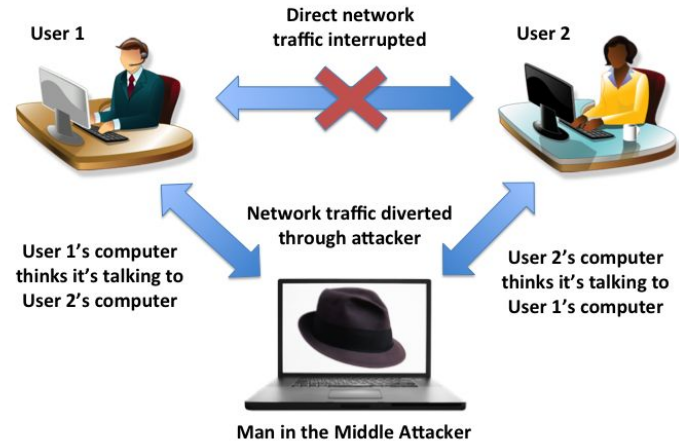 User 1
Direct network
traffic interrupted
User 2
Network traffic diverted
through attacker
User 1's computer
thinks it's talking to
User 2's computer
User 2's computer
thinks it's talking to
User 1's computer
Man in the Middle Attacker